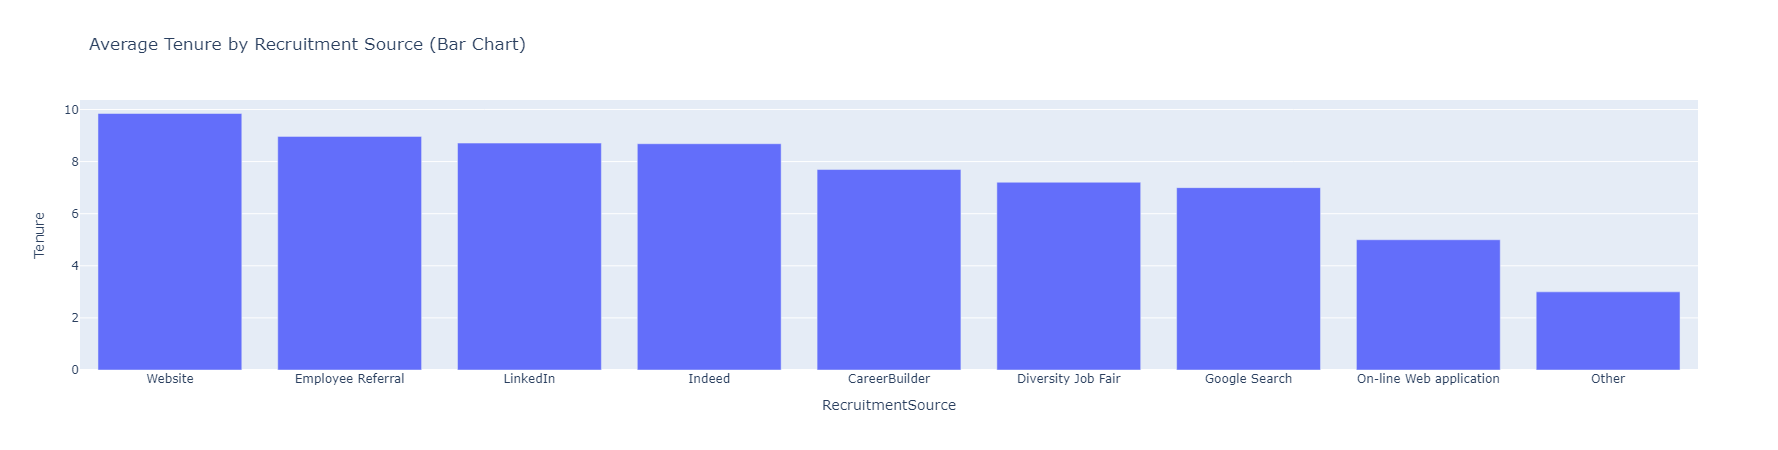 Average Tenure by Recruitment Source (Bar Chart)
10
8
6
4
2
0
Tenure
Website
Employee Referral
LinkedIn
Indeed
CareerBuilder
Diversity Job Fair
Google Search
On-line Web application
Other
RecruitmentSource